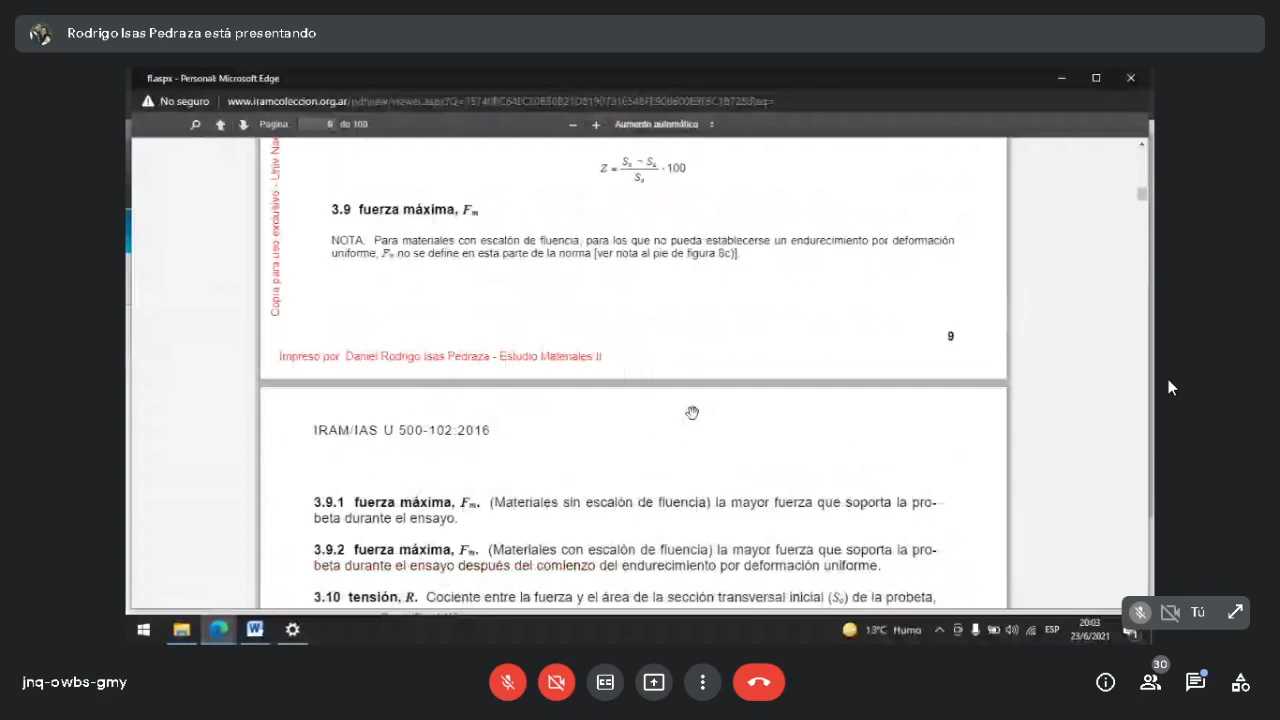 Rodrigo Isas Pedraza está presentando
fl.aspx - Personal: Microsoft Edge
No seguro
www.iramcoleccion.org.ar
Pagina 9 de 100
Aumento automático
Copia para uso exclusivo - Univ
Z = (S₀ - Sᵤ) / S₀ · 100
3.9 fuerza máxima, Fₘ
NOTA. Para materiales con escalón de fluencia, para los que no pueda establecerse un endurecimiento por deformación
uniforme, Fₘ no se define en esta parte de la norma [ver nota al pie de figura 8c)].
9
Impreso por Daniel Rodrigo Isas Pedraza - Estudio Materiales II
IRAM/IAS U 500-102:2016
3.9.1 fuerza máxima, Fₘ. (Materiales sin escalón de fluencia) la mayor fuerza que soporta la pro-
beta durante el ensayo.
3.9.2 fuerza máxima, Fₘ. (Materiales con escalón de fluencia) la mayor fuerza que soporta la pro-
beta durante el ensayo después del comienzo del endurecimiento por deformación uniforme.
3.10 tensión, R. Cociente entre la fuerza y el área de la sección transversal inicial (S₀) de la probeta,
Tú
13°C
ESP
20:03
23/6/2021
jnq-owbs-gmy
30